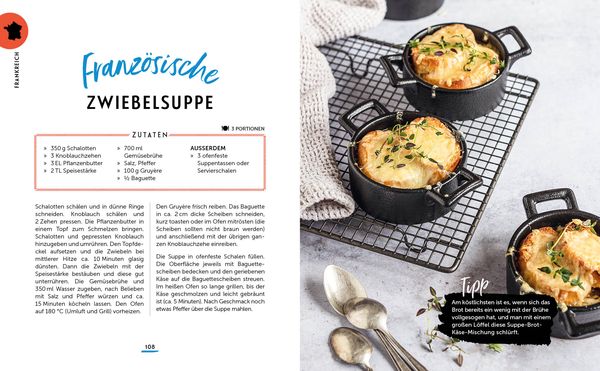 FRANKREICH
Französische
ZWIEBELSUPPE
3 PORTIONEN
ZUTATEN
» 350 g Schalotten
» 3 Knoblauchzehen
» 3 EL Pflanzenbutter
» 2 TL Speisestärke
» 700 ml
Gemüsebrühe
» Salz, Pfeffer
» 100 g Gruyère
» ½ Baguette
AUSSERDEM
» 3 ofenfeste
Suppentassen oder
Servierschalen
Schalotten schälen und in dünne Ringe
schneiden. Knoblauch schälen und
2 Zehen pressen. Die Pflanzenbutter in
einem Topf zum Schmelzen bringen.
Schalotten und gepressten Knoblauch
hinzugeben und umrühren. Den Topfde-
ckel aufsetzen und die Zwiebeln bei
mittlerer Hitze ca. 10 Minuten glasig
dünsten. Dann die Zwiebeln mit der
Speisestärke bestäuben und diese gut
unterrühren. Die Gemüsebrühe und
350 ml Wasser zugeben, nach Belieben
mit Salz und Pfeffer würzen und ca.
15 Minuten köcheln lassen. Den Ofen
auf 180 °C (Umluft und Grill) vorheizen.
Den Gruyère frisch reiben. Das Baguette
in ca. 2 cm dicke Scheiben schneiden,
kurz toasten oder im Ofen mitrösten (die
Scheiben sollten nicht braun werden)
und anschließend mit der übrigen gan-
zen Knoblauchzehe einreiben.
Die Suppe in ofenfeste Schalen füllen.
Die Oberfläche jeweils mit Baguette-
scheiben bedecken und den geriebenen
Käse auf die Baguettescheiben streuen.
Im heißen Ofen so lange grillen, bis der
Käse geschmolzen und leicht gebräunt
ist (ca. 5 Minuten). Nach Geschmack noch
etwas Pfeffer über die Suppe mahlen.
108
Tipp
Am köstlichsten ist es, wenn sich das
Brot bereits ein wenig mit der Brühe
vollgesogen hat, und man mit einem
großen Löffel diese Suppe-Brot-
Käse-Mischung schlürft.